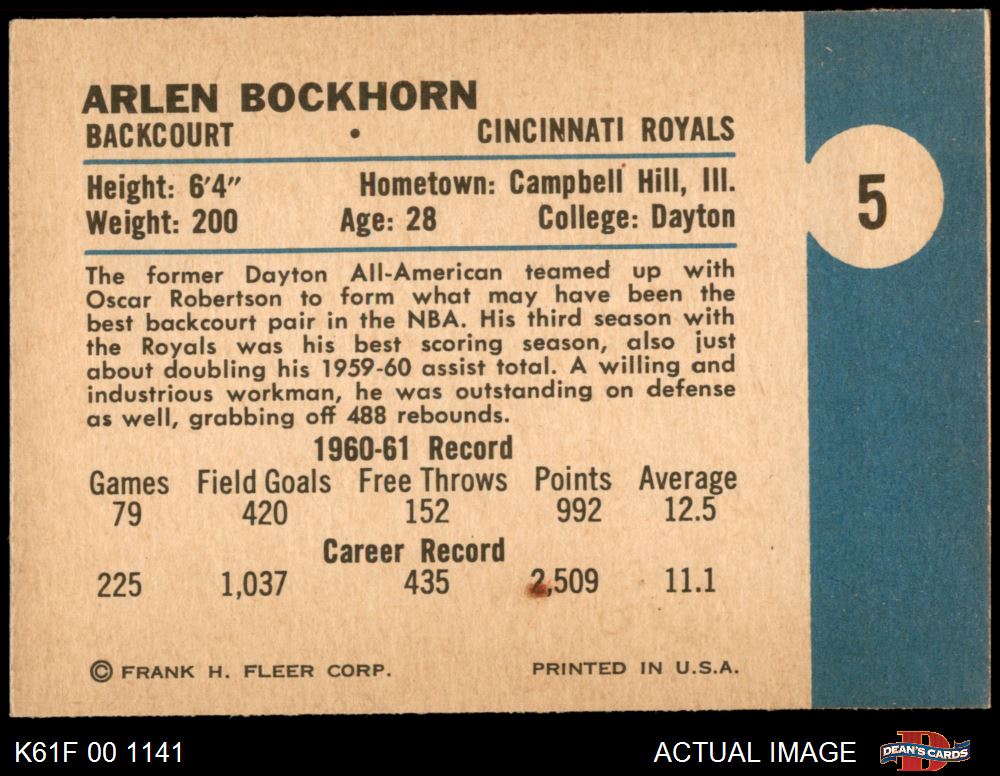 ARLEN BOCKHORN
BACKCOURT • CINCINNATI ROYALS
Height: 6'4" Hometown: Campbell Hill, Ill.
Weight: 200 Age: 28 College: Dayton
5
The former Dayton All-American teamed up with
Oscar Robertson to form what may have been the
best backcourt pair in the NBA. His third season with
the Royals was his best scoring season, also just
about doubling his 1959-60 assist total. A willing and
industrious workman, he was outstanding on defense
as well, grabbing off 488 rebounds.
1960-61 Record
Games Field Goals Free Throws Points Average
79 420 152 992 12.5
Career Record
225 1,037 435 2,509 11.1
© FRANK H. FLEER CORP. PRINTED IN U.S.A.
K61F 00 1141 ACTUAL IMAGE DEAN'S CARDS